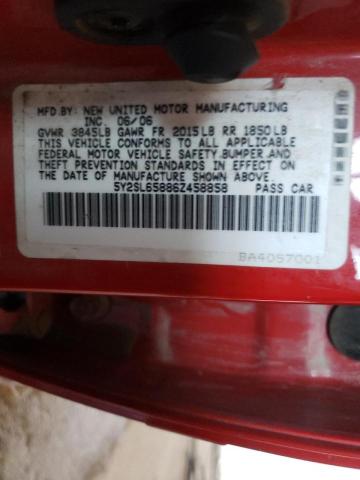 MFD.BY: NEW UNITED MOTOR MANUFACTURING
INC. 06/06
GVWR 3845LB GAWR FR 2015LB RR 1850LB
THIS VEHICLE CONFORMS TO ALL APPLICABLE
FEDERAL MOTOR VEHICLE SAFETY, BUMPER, AND
THEFT PREVENTION STANDARDS IN EFFECT ON
THE DATE OF MANUFACTURE SHOWN ABOVE.
5Y2SL65886Z458858 PASS CAR
BA4057001